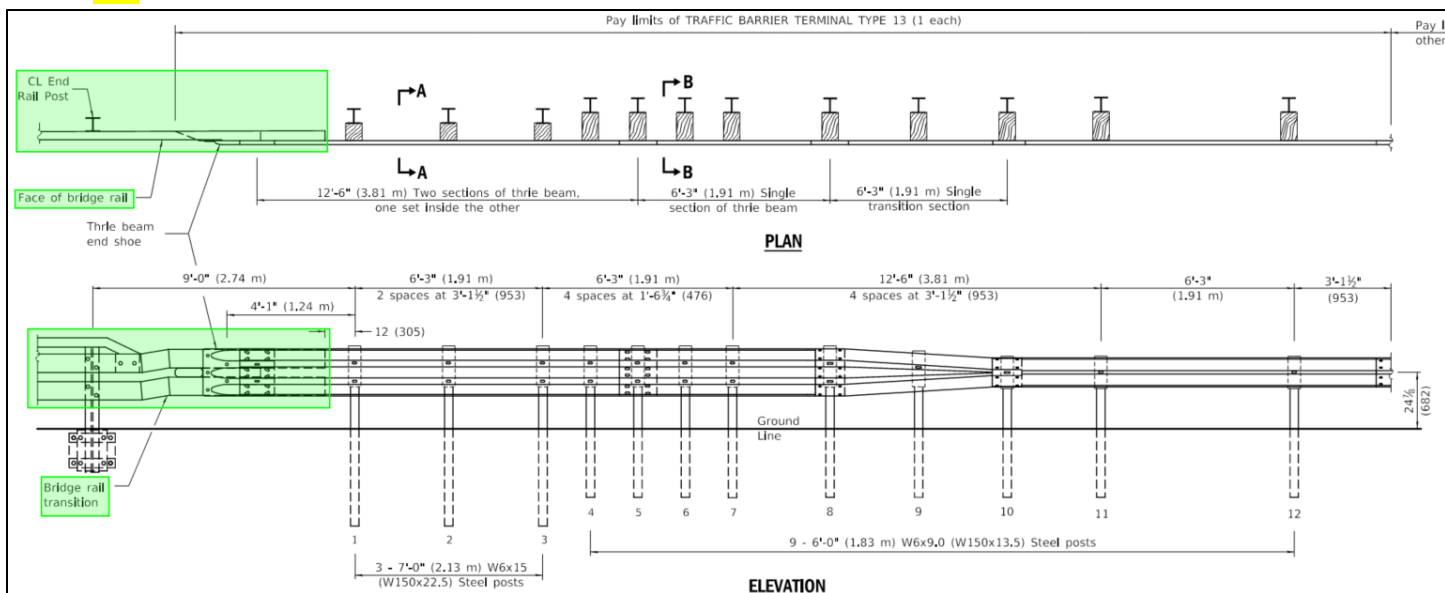 Pay limits of TRAFFIC BARRIER TERMINAL TYPE 13 (1 each)
Pay l
other
CL End
Rail Post
A
B
A
B
Face of bridge rail
12'-6" (3.81 m) Two sections of thrie beam,
one set inside the other
6'-3" (1.91 m) Single
section of thrie beam
6'-3" (1.91 m) Single
transition section
Thrie beam
end shoe
PLAN
9'-0" (2.74 m)
6'-3" (1.91 m)
2 spaces at 3'-1½" (953)
6'-3" (1.91 m)
4 spaces at 1'-6¾" (476)
12'-6" (3.81 m)
4 spaces at 3'-1½" (953)
6'-3"
(1.91 m)
3'-1½"
(953)
4'-1" (1.24 m)
12 (305)
24⅞
(682)
Ground
Line
Bridge rail
transition
1
2
3
4
5
6
7
8
9
10
11
12
9 - 6'-0" (1.83 m) W6x9.0 (W150x13.5) Steel posts
3 - 7'-0" (2.13 m) W6x15
(W150x22.5) Steel posts
ELEVATION